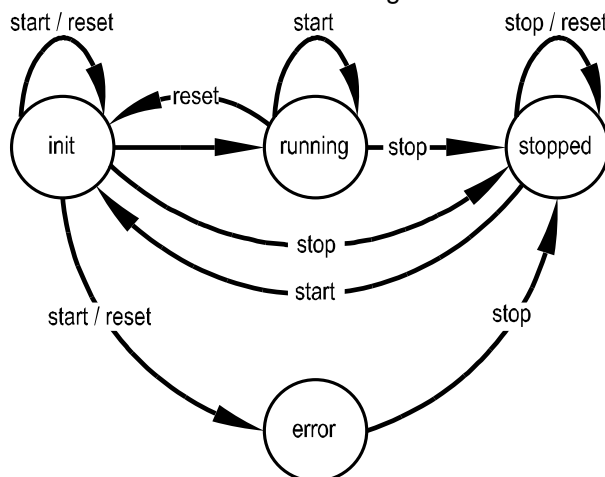 start / reset
start
stop / reset
reset
init
running
stop
stopped
stop
start
start / reset
stop
error